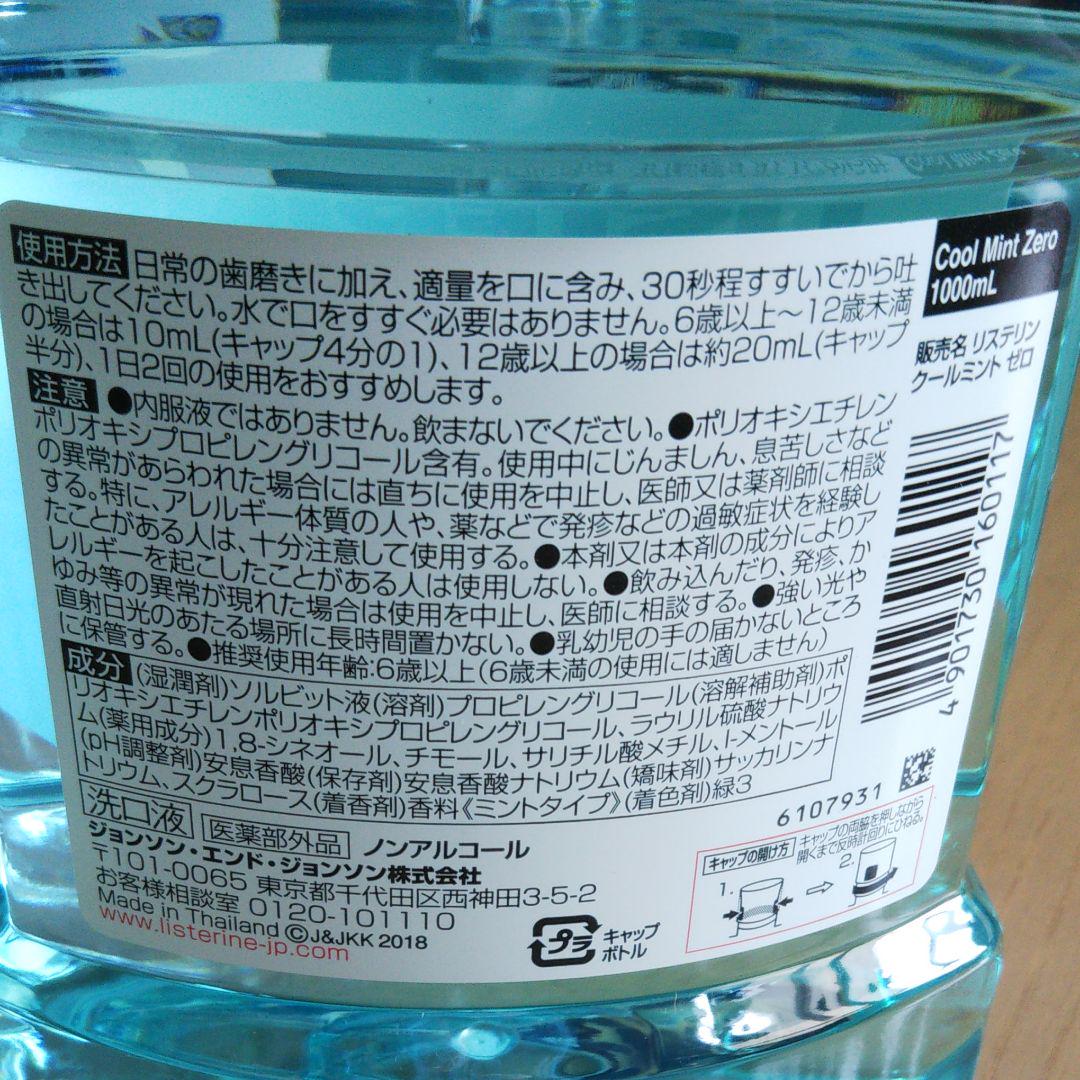 Cool Mint Zero
1000mL
販売名 リステリン
クールミント ゼロ
使用方法 日常の歯磨きに加え、適量を口に含み、30秒程すすいでから吐
き出してください。水で口をすすぐ必要はありません。6歳以上～12歳未満
の場合は10mL(キャップ4分の1)、12歳以上の場合は約20mL(キャップ
半分)、1日2回の使用をおすすめします。
注意 ●内服液ではありません。飲まないでください。●ポリオキシエチレン
ポリオキシプロピレングリコール含有。使用中にじんましん、息苦しさなど
の異常があらわれた場合には直ちに使用を中止し、医師又は薬剤師に相談
する。特に、アレルギー体質の人や、薬などで発疹などの過敏症状を経験し
たことがある人は、十分注意して使用する。●本剤又は本剤の成分によりア
レルギーを起こしたことがある人は使用しない。●飲み込んだり、発疹、か
ゆみ等の異常が現れた場合は使用を中止し、医師に相談する。●強い光や
直射日光のあたる場所に長時間置かない。●乳幼児の手の届かないところ
に保管する。●推奨使用年齢:6歳以上(6歳未満の使用には適しません)
成分 (湿潤剤)ソルビット液(溶剤)プロピレングリコール(溶解補助剤)ポ
リオキシエチレンポリオキシプロピレングリコール、ラウリル硫酸ナトリウ
ム(薬用成分)1,8-シネオール、チモール、サリチル酸メチル、l-メントール
(pH調整剤)安息香酸(保存剤)安息香酸ナトリウム(矯味剤)サッカリンナ
トリウム、スクラロース(着香剤)香料《ミントタイプ》(着色剤)緑3
洗口液 医薬部外品 ノンアルコール
ジョンソン・エンド・ジョンソン株式会社
〒101-0065 東京都千代田区西神田3-5-2
お客様相談室 0120-101110
Made in Thailand ©J&JKK 2018
www.listerine-jp.com
プラ キャップ
ボトル
4 901730 160117
6107931
キャップの開け方 キャップの両脇を押しながら
開くまで反時計回りにひねる。
1. 2.